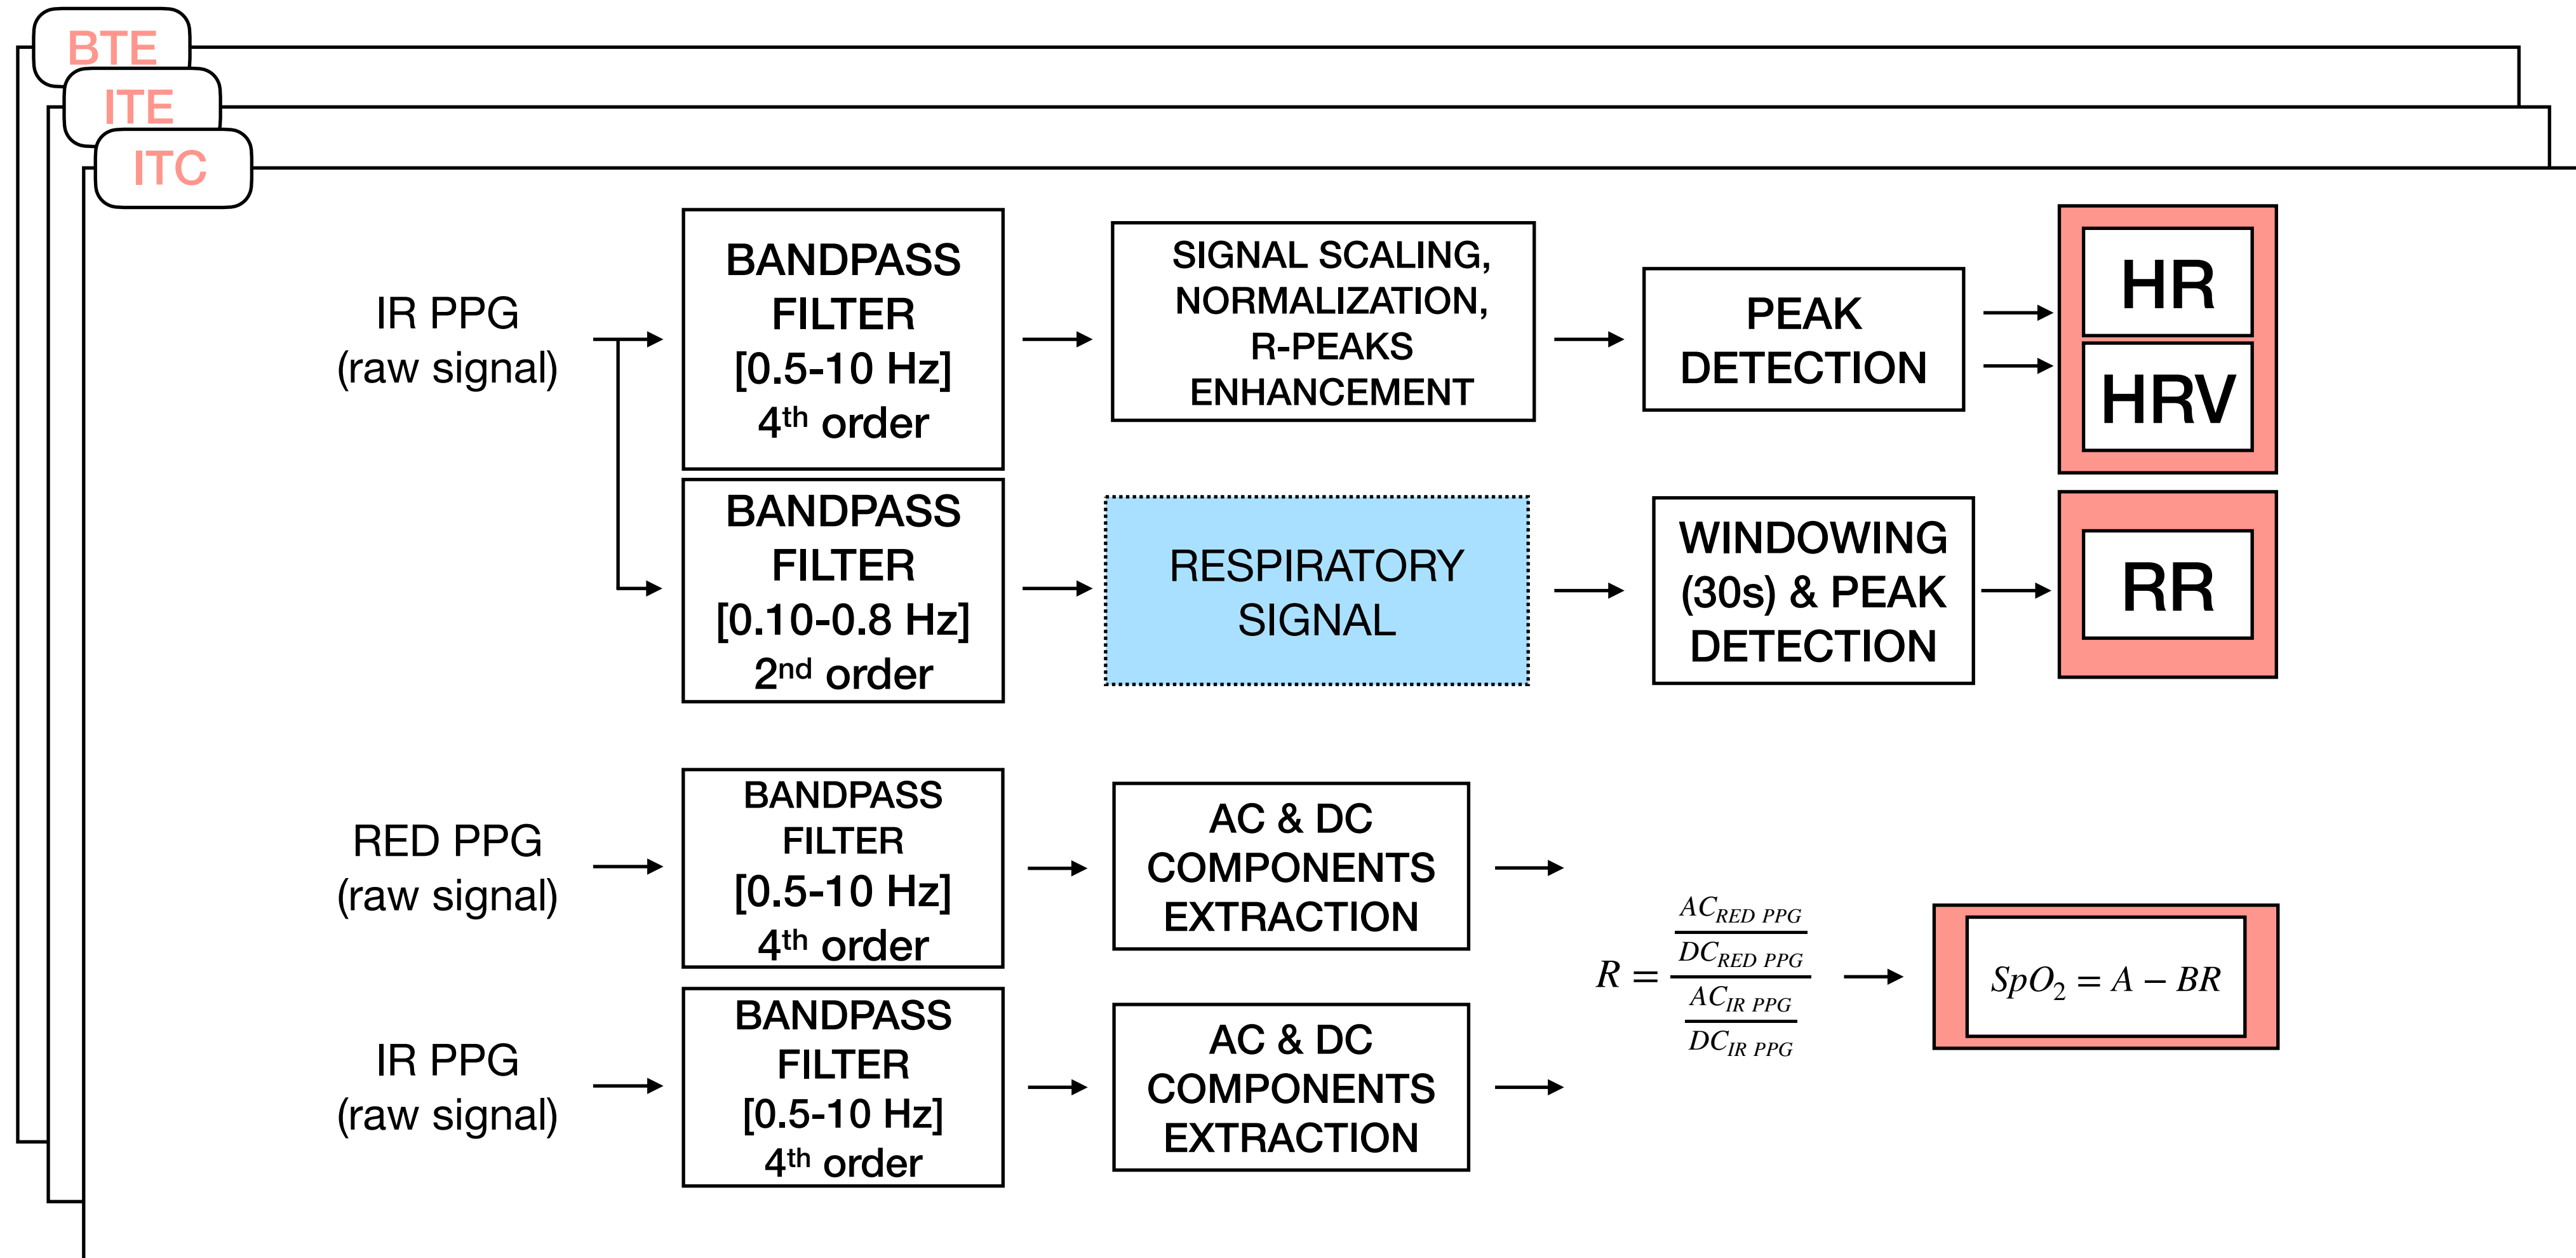 BTE
ITE
ITC
IR PPG
(raw signal)
BANDPASS
FILTER
[0.5-10 Hz]
4th order
SIGNAL SCALING,
NORMALIZATION,
R-PEAKS
ENHANCEMENT
PEAK
DETECTION
HR
HRV
BANDPASS
FILTER
[0.10-0.8 Hz]
2nd order
RESPIRATORY
SIGNAL
WINDOWING
(30s) & PEAK
DETECTION
RR
RED PPG
(raw signal)
BANDPASS
FILTER
[0.5-10 Hz]
4th order
AC & DC
COMPONENTS
EXTRACTION
IR PPG
(raw signal)
BANDPASS
FILTER
[0.5-10 Hz]
4th order
AC & DC
COMPONENTS
EXTRACTION
R =
AC_RED PPG
DC_RED PPG
AC_IR PPG
DC_IR PPG
SpO₂ = A − BR